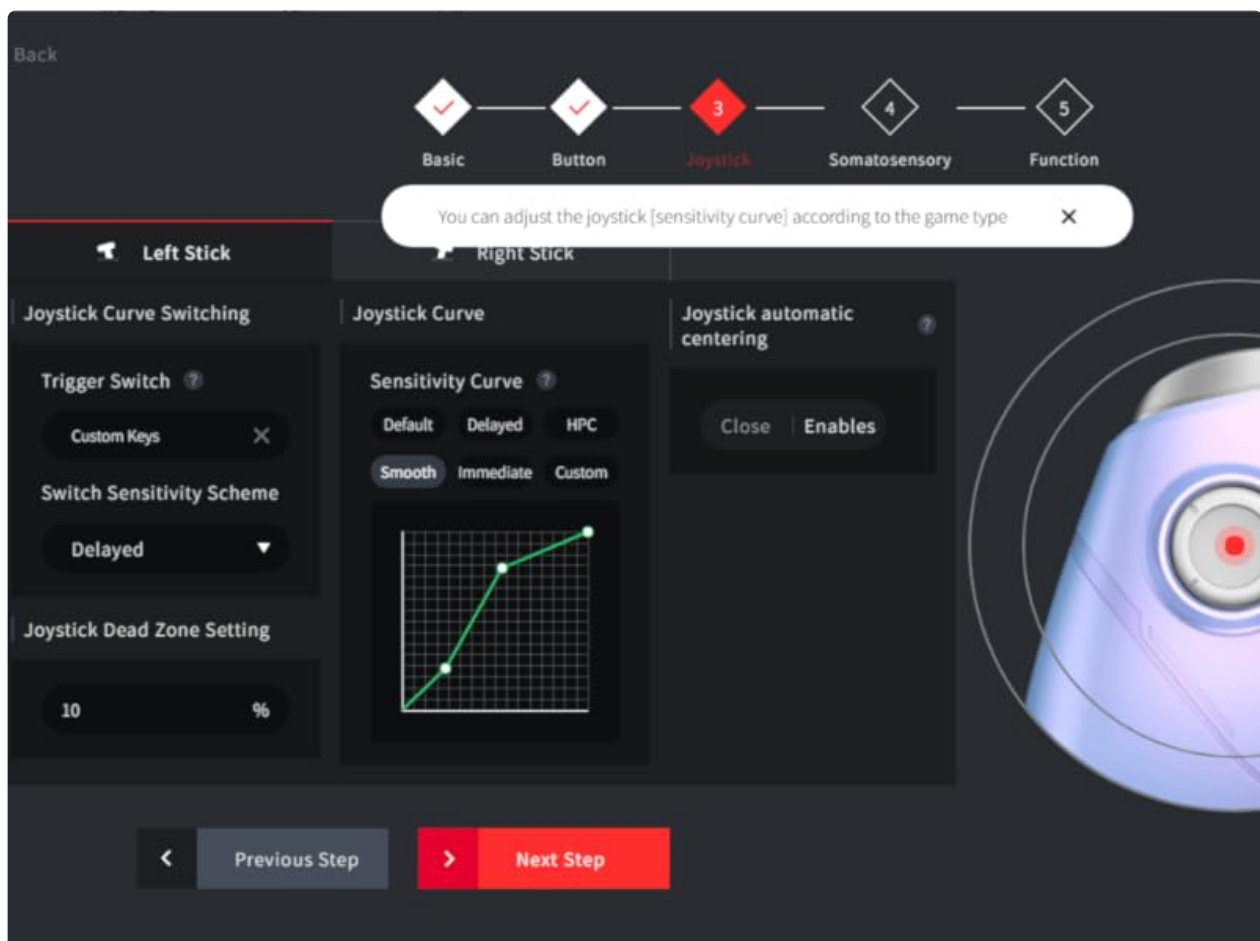 Back
3
4
5
Basic
Button
Joystick
Somatosensory
Function
You can adjust the joystick [sensitivity curve] according to the game type
Left Stick
Right Stick
Joystick Curve Switching
Trigger Switch ?
Custom Keys
Switch Sensitivity Scheme
Delayed
Joystick Dead Zone Setting
10 %
Joystick Curve
Sensitivity Curve ?
Default Delayed HPC
Smooth Immediate Custom
Joystick automatic
centering ?
Close Enables
Previous Step
Next Step